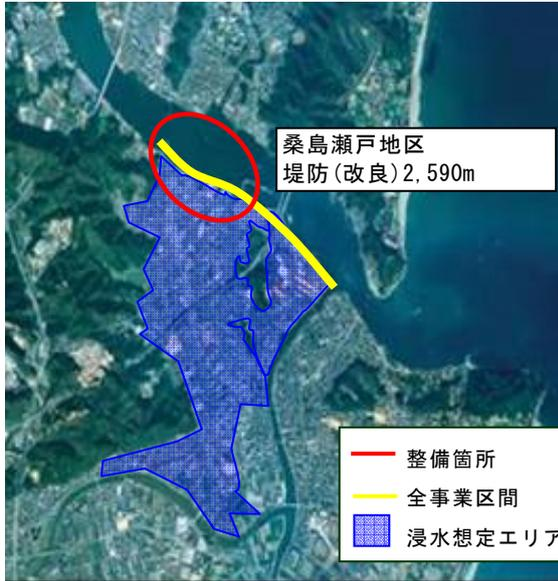 桑島瀬戸地区
堤防(改良)2,590m
整備箇所
全事業区間
浸水想定エリア